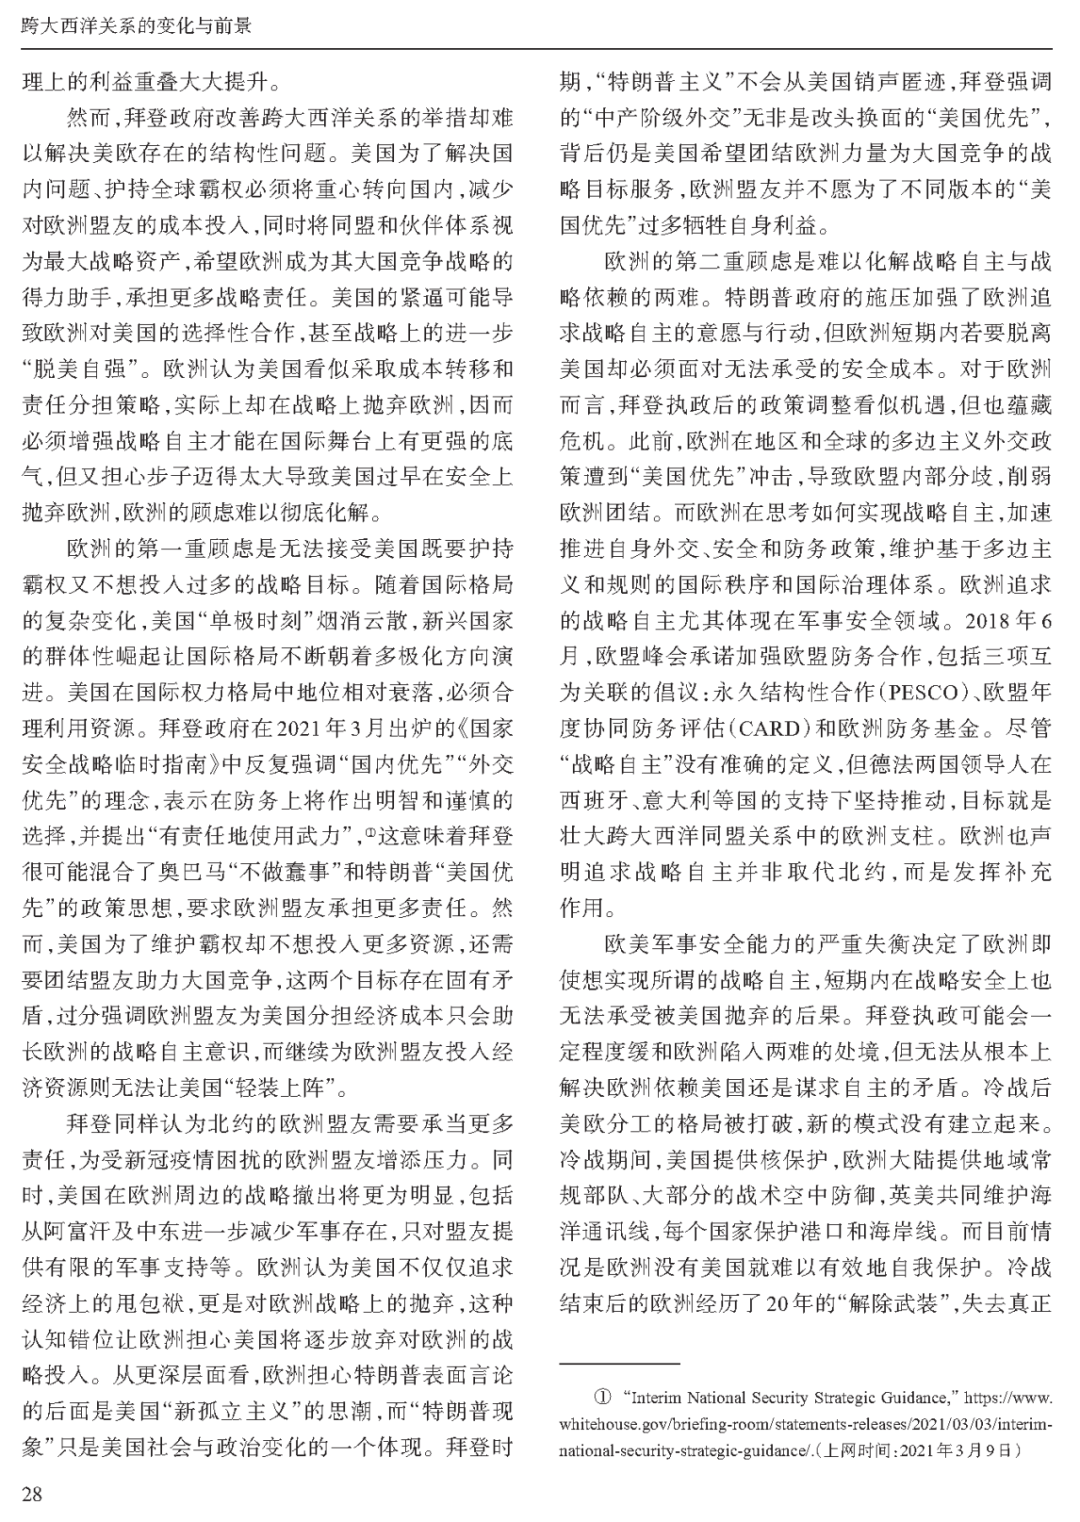 跨大西洋关系的变化与前景
理上的利益重叠大大提升。
然而,拜登政府改善跨大西洋关系的举措却难
以解决美欧存在的结构性问题。美国为了解决国
内问题、护持全球霸权必须将重心转向国内,减少
对欧洲盟友的成本投入,同时将同盟和伙伴体系视
为最大战略资产,希望欧洲成为其大国竞争战略的
得力助手,承担更多战略责任。美国的紧逼可能导
致欧洲对美国的选择性合作,甚至战略上的进一步
“脱美自强”。欧洲认为美国看似采取成本转移和
责任分担策略,实际上却在战略上抛弃欧洲,因而
必须增强战略自主才能在国际舞台上有更强的底
气,但又担心步子迈得太大导致美国过早在安全上
抛弃欧洲,欧洲的顾虑难以彻底化解。
欧洲的第一重顾虑是无法接受美国既要护持
霸权又不想投入过多的战略目标。随着国际格局
的复杂变化,美国“单极时刻”烟消云散,新兴国家
的群体性崛起让国际格局不断朝着多极化方向演
进。美国在国际权力格局中地位相对衰落,必须合
理利用资源。拜登政府在2021年3月出炉的《国家
安全战略临时指南》中反复强调“国内优先”“外交
优先”的理念,表示在防务上将作出明智和谨慎的
选择,并提出“有责任地使用武力”,①这意味着拜登
很可能混合了奥巴马“不做蠢事”和特朗普“美国优
先”的政策思想,要求欧洲盟友承担更多责任。然
而,美国为了维护霸权却不想投入更多资源,还需
要团结盟友助力大国竞争,这两个目标存在固有矛
盾,过分强调欧洲盟友为美国分担经济成本只会助
长欧洲的战略自主意识,而继续为欧洲盟友投入经
济资源则无法让美国“轻装上阵”。
拜登同样认为北约的欧洲盟友需要承当更多
责任,为受新冠疫情困扰的欧洲盟友增添压力。同
时,美国在欧洲周边的战略撤出将更为明显,包括
从阿富汗及中东进一步减少军事存在,只对盟友提
供有限的军事支持等。欧洲认为美国不仅仅追求
经济上的甩包袱,更是对欧洲战略上的抛弃,这种
认知错位让欧洲担心美国将逐步放弃对欧洲的战
略投入。从更深层面看,欧洲担心特朗普表面言论
的后面是美国“新孤立主义”的思潮,而“特朗普现
象”只是美国社会与政治变化的一个体现。拜登时
期,“特朗普主义”不会从美国销声匿迹,拜登强调
的“中产阶级外交”无非是改头换面的“美国优先”,
背后仍是美国希望团结欧洲力量为大国竞争的战
略目标服务,欧洲盟友并不愿为了不同版本的“美
国优先”过多牺牲自身利益。
欧洲的第二重顾虑是难以化解战略自主与战
略依赖的两难。特朗普政府的施压加强了欧洲追
求战略自主的意愿与行动,但欧洲短期内若要脱离
美国却必须面对无法承受的安全成本。对于欧洲
而言,拜登执政后的政策调整看似机遇,但也蕴藏
危机。此前,欧洲在地区和全球的多边主义外交政
策遭到“美国优先”冲击,导致欧盟内部分歧,削弱
欧洲团结。而欧洲在思考如何实现战略自主,加速
推进自身外交、安全和防务政策,维护基于多边主
义和规则的国际秩序和国际治理体系。欧洲追求
的战略自主尤其体现在军事安全领域。2018年6
月,欧盟峰会承诺加强欧盟防务合作,包括三项互
为关联的倡议:永久结构性合作(PESCO)、欧盟年
度协同防务评估(CARD)和欧洲防务基金。尽管
“战略自主”没有准确的定义,但德法两国领导人在
西班牙、意大利等国的支持下坚持推动,目标就是
壮大跨大西洋同盟关系中的欧洲支柱。欧洲也声
明追求战略自主并非取代北约,而是发挥补充
作用。
欧美军事安全能力的严重失衡决定了欧洲即
使想实现所谓的战略自主,短期内在战略安全上也
无法承受被美国抛弃的后果。拜登执政可能会一
定程度缓和欧洲陷入两难的处境,但无法从根本上
解决欧洲依赖美国还是谋求自主的矛盾。冷战后
美欧分工的格局被打破,新的模式没有建立起来。
冷战期间,美国提供核保护,欧洲大陆提供地域常
规部队、大部分的战术空中防御,英美共同维护海
洋通讯线,每个国家保护港口和海岸线。而目前情
况是欧洲没有美国就难以有效地自我保护。冷战
结束后的欧洲经历了20年的“解除武装”,失去真正
① “Interim National Security Strategic Guidance,” https://www.
whitehouse.gov/briefing-room/statements-releases/2021/03/03/interim-
national-security-strategic-guidance/.(上网时间:2021年3月9日)
28